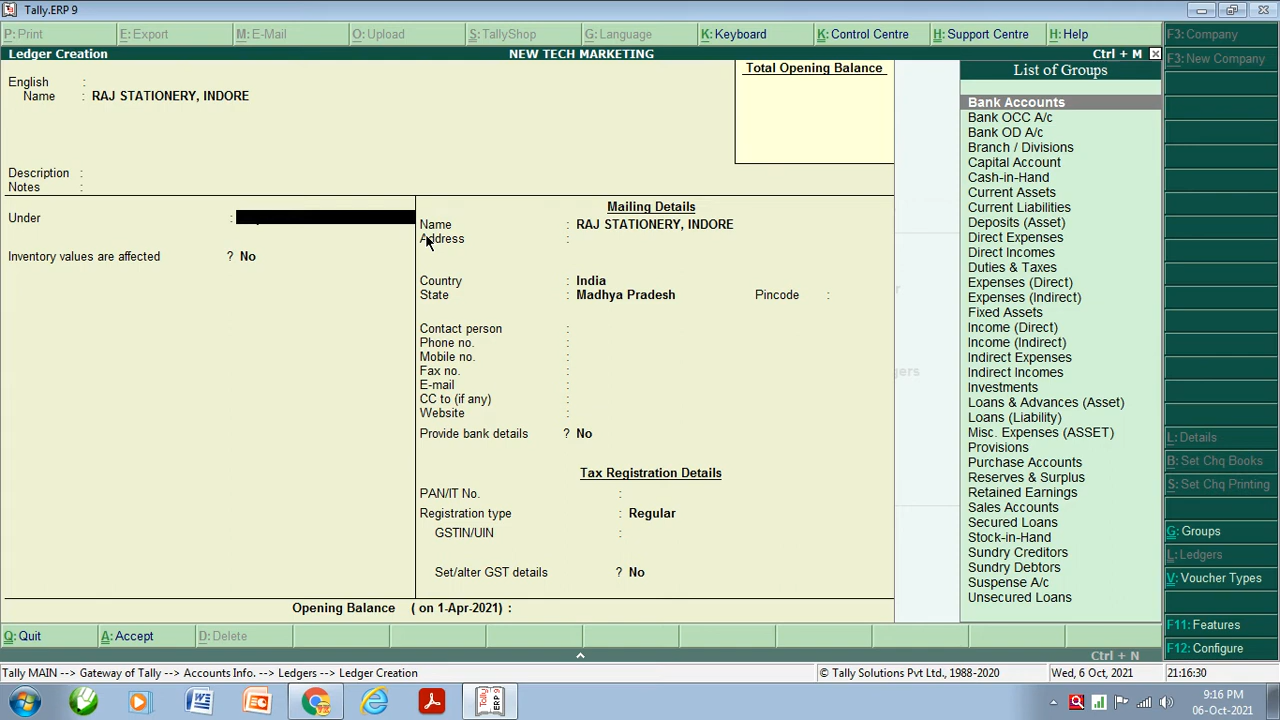 Tally.ERP 9
P: Print
E: Export
M: E-Mail
O: Upload
S: TallyShop
G: Language
K: Keyboard
K: Control Centre
H: Support Centre
H: Help
F3: Company
Ledger Creation
NEW TECH MARKETING
Ctrl + M
F3: New Company
Total Opening Balance
List of Groups
English :
Name : RAJ STATIONERY, INDORE
Description :
Notes :
Under :
Inventory values are affected ? No
Mailing Details
Name : RAJ STATIONERY, INDORE
Address :
Country : India
State : Madhya Pradesh
Pincode :
Contact person :
Phone no. :
Mobile no. :
Fax no. :
E-mail :
CC to (if any) :
Website :
Provide bank details ? No
Tax Registration Details
PAN/IT No. :
Registration type : Regular
GSTIN/UIN :
Set/alter GST details ? No
Opening Balance ( on 1-Apr-2021) :
Bank Accounts
Bank OCC A/c
Bank OD A/c
Branch / Divisions
Capital Account
Cash-in-Hand
Current Assets
Current Liabilities
Deposits (Asset)
Direct Expenses
Direct Incomes
Duties & Taxes
Expenses (Direct)
Expenses (Indirect)
Fixed Assets
Income (Direct)
Income (Indirect)
Indirect Expenses
Indirect Incomes
Investments
Loans & Advances (Asset)
Loans (Liability)
Misc. Expenses (ASSET)
Provisions
Purchase Accounts
Reserves & Surplus
Retained Earnings
Sales Accounts
Secured Loans
Stock-in-Hand
Sundry Creditors
Sundry Debtors
Suspense A/c
Unsecured Loans
L: Details
B: Set Chq Books
S: Set Chq Printing
G: Groups
L: Ledgers
V: Voucher Types
F11: Features
F12: Configure
Q: Quit
A: Accept
D: Delete
Ctrl + N
Tally MAIN --> Gateway of Tally --> Accounts Info. --> Ledgers --> Ledger Creation
© Tally Solutions Pvt Ltd., 1988-2020
Wed, 6 Oct, 2021
21:16:30
9:16 PM
06-Oct-2021